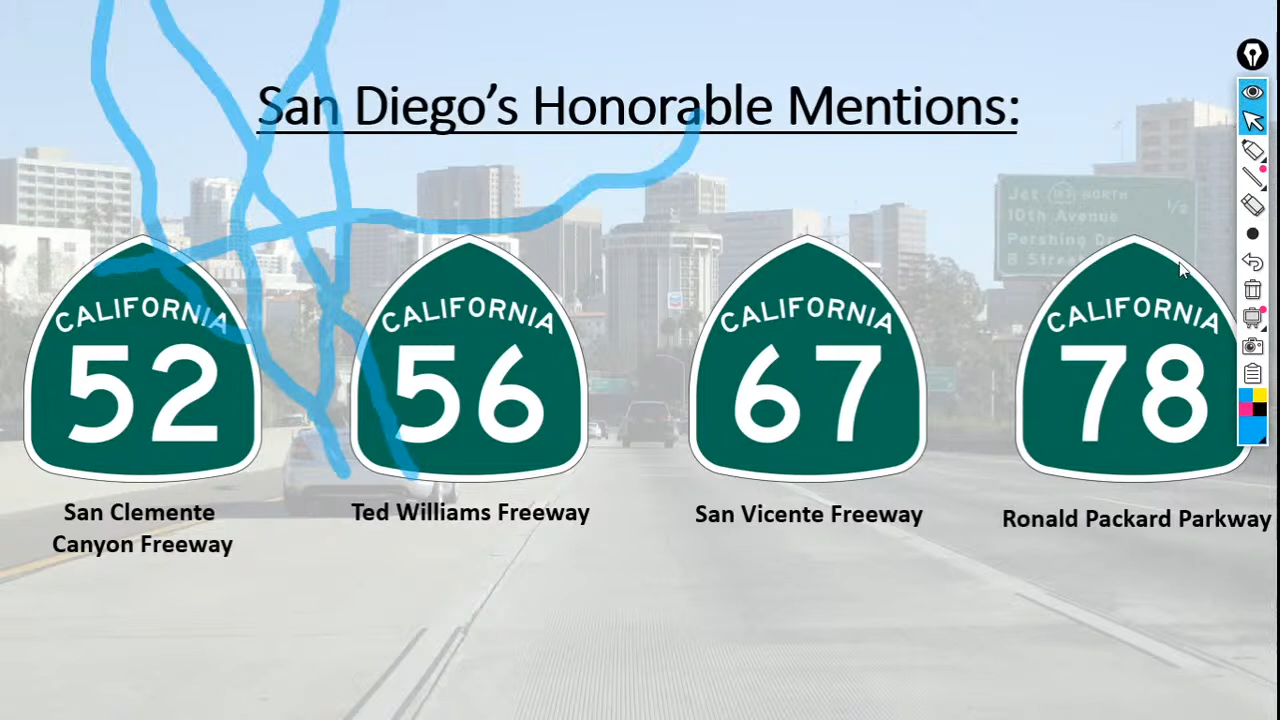 San Diego's Honorable Mentions:
Jct 163 NORTH
10th Avenue 1/2
Pershing Dr
B Street
CALIFORNIA
52
CALIFORNIA
56
CALIFORNIA
67
CALIFORNIA
78
San Clemente
Canyon Freeway
Ted Williams Freeway
San Vicente Freeway
Ronald Packard Parkway